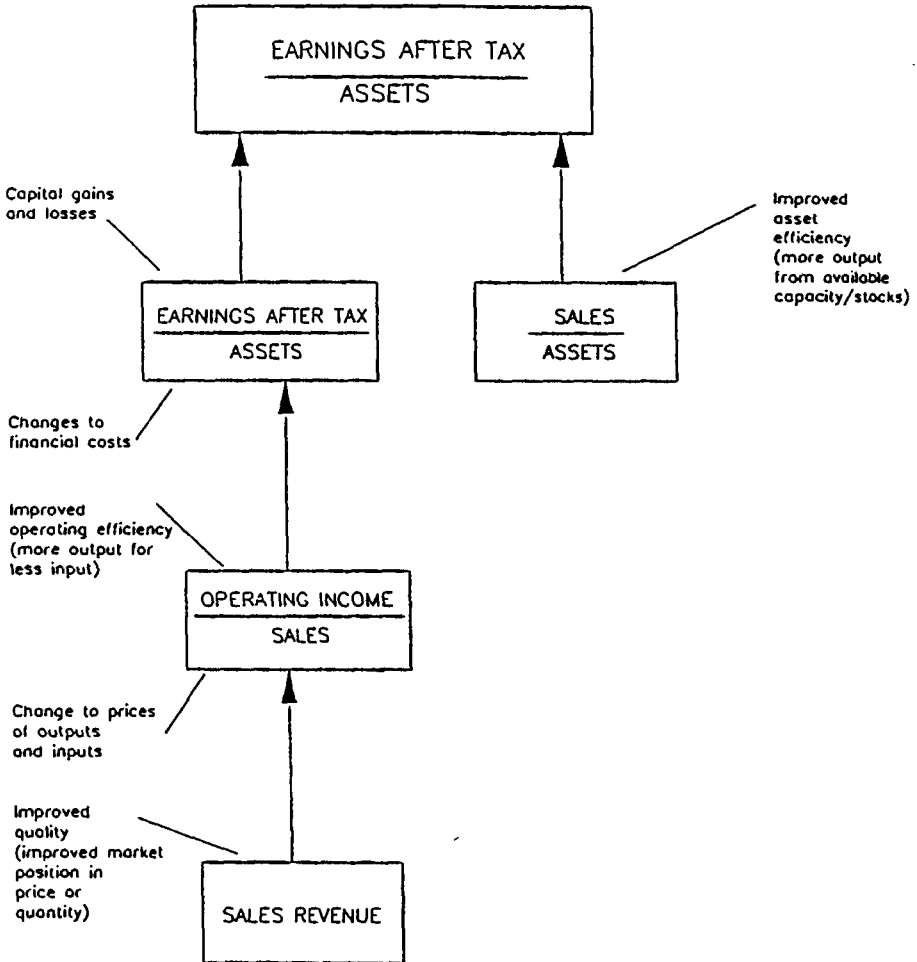 EARNINGS AFTER TAX
ASSETS
Capital gains
and losses
Improved
asset
efficiency
(more output
from available
capacity/stocks)
EARNINGS AFTER TAX
ASSETS
SALES
ASSETS
Changes to
financial costs
Improved
operating efficiency
(more output for
less input)
OPERATING INCOME
SALES
Change to prices
of outputs
and inputs
Improved
quality
(improved market
position in
price or
quantity)
SALES REVENUE